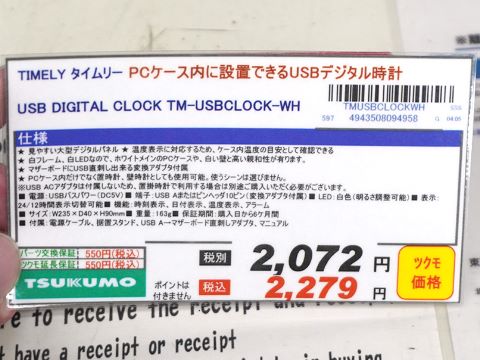 TIMELY タイムリー PCケース内に設置できるUSBデジタル時計
USB DIGITAL CLOCK TM-USBCLOCK-WH
TMUSBCLOCKWH SSS
597 4943508094958 G 04.05
仕様
★ 見やすい大型デジタルパネル ★ 温度表示に対応するため、ケース内温度の目安として確認できる
★ 白フレーム、白LEDなので、ホワイトメインのPCケースや、白い壁と高い親和性が有ります。
★ マザーボードにUSB直刺し出来る変換アダプタ付属
★ PCケース内だけでなく置時計、壁時計としても使用可能、使うシーンは選びません。
※USB ACアダプタは付属しないため、置掛時計で利用する場合は別途ご購入いただく必要がございます。
■ 電源：USBバスパワー(DC5V) ■ 端子：USB Aまたはピンヘッダ10ピン（変換アダプタ利用） ■ LED：白色(明るさ調整可能) ■ 表示：
24/12時間表示切替可能 ■ 機能：時刻表示、日付表示、温度表示、アラーム
■ サイズ：W235×D40×H90mm ■ 重量：163g ■ 保証期間：購入日から6ケ月間
■ 付属：電源ケーブル、据置スタンド、USB A→マザーボード直刺しアダプタ、マニュアル
パーツ交換保証 550円(税込)
ツクモ延長保証 550円(税込)
TSUKUMO
ポイントは
付きません
税別 2,072 円
税込 2,279 円
ツクモ
価格
are to receive the receipt and rece
t have a receipt or receipt